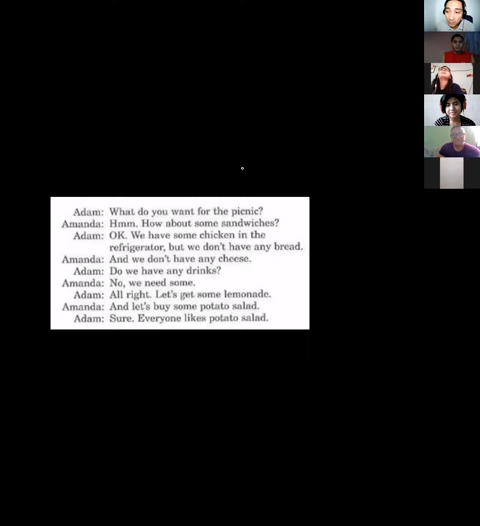 Adam: What do you want for the picnic?
Amanda: Hmm. How about some sandwiches?
Adam: OK. We have some chicken in the
refrigerator, but we don't have any bread.
Amanda: And we don't have any cheese.
Adam: Do we have any drinks?
Amanda: No, we need some.
Adam: All right. Let's get some lemonade.
Amanda: And let's buy some potato salad.
Adam: Sure. Everyone likes potato salad.